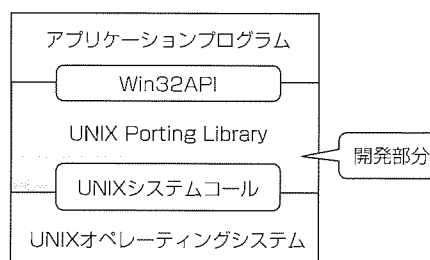 アプリケーションプログラム
Win32API
UNIX Porting Library
開発部分
UNIXシステムコール
UNIXオペレーティングシステム